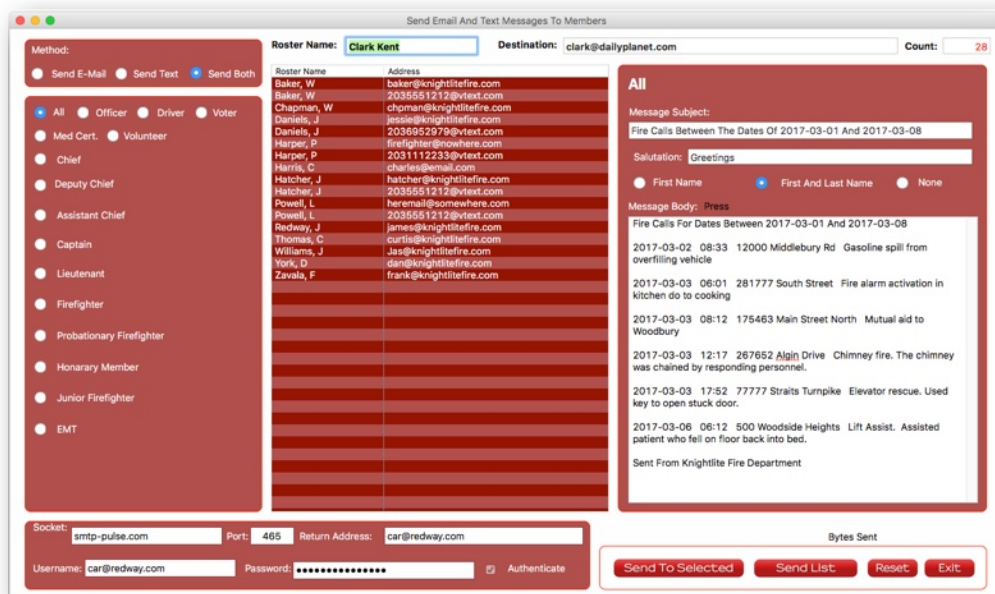 Send Email And Text Messages To Members
Method:
Send E-Mail Send Text Send Both
Roster Name: Clark Kent Destination: clark@dailyplanet.com Count: 28
All Officer Driver Voter
Med Cert. Volunteer
Chief
Deputy Chief
Assistant Chief
Captain
Lieutenant
Firefighter
Probationary Firefighter
Honarary Member
Junior Firefighter
EMT
Roster Name Address
Baker, W baker@knightlitefire.com
Baker, W 2035551212@vtext.com
Chapman, W chpman@knightlitefire.com
Daniels, J jessie@knightlitefire.com
Daniels, J 2036952979@vtext.com
Harper, P firefighter@nowhere.com
Harper, P 2031112233@vtext.com
Harris, C charles@email.com
Hatcher, J hatcher@knightlitefire.com
Hatcher, J 2035551212@vtext.com
Powell, L heremail@somewhere.com
Powell, L 2035551212@vtext.com
Redway, J james@knightlitefire.com
Thomas, C curtis@knightlitefire.com
Williams, J Jas@knightlitefire.com
York, D dan@knightlitefire.com
Zavala, F frank@knightlitefire.com
All
Message Subject:
Fire Calls Between The Dates Of 2017-03-01 And 2017-03-08
Salutation: Greetings
First Name First And Last Name None
Message Body: Press
Fire Calls For Dates Between 2017-03-01 And 2017-03-08
2017-03-02 08:33 12000 Middlebury Rd Gasoline spill from
overfilling vehicle
2017-03-03 06:01 281777 South Street Fire alarm activation in
kitchen do to cooking
2017-03-03 08:12 175463 Main Street North Mutual aid to
Woodbury
2017-03-03 12:17 267652 Algin Drive Chimney fire. The chimney
was chained by responding personnel.
2017-03-03 17:52 77777 Straits Turnpike Elevator rescue. Used
key to open stuck door.
2017-03-06 06:12 500 Woodside Heights Lift Assist. Assisted
patient who fell on floor back into bed.
Sent From Knightlite Fire Department
Socket: smtp-pulse.com Port: 465 Return Address: car@redway.com
Username: car@redway.com Password: ●●●●●●●●●●●●●●● Authenticate
Bytes Sent
Send To Selected Send List Reset Exit